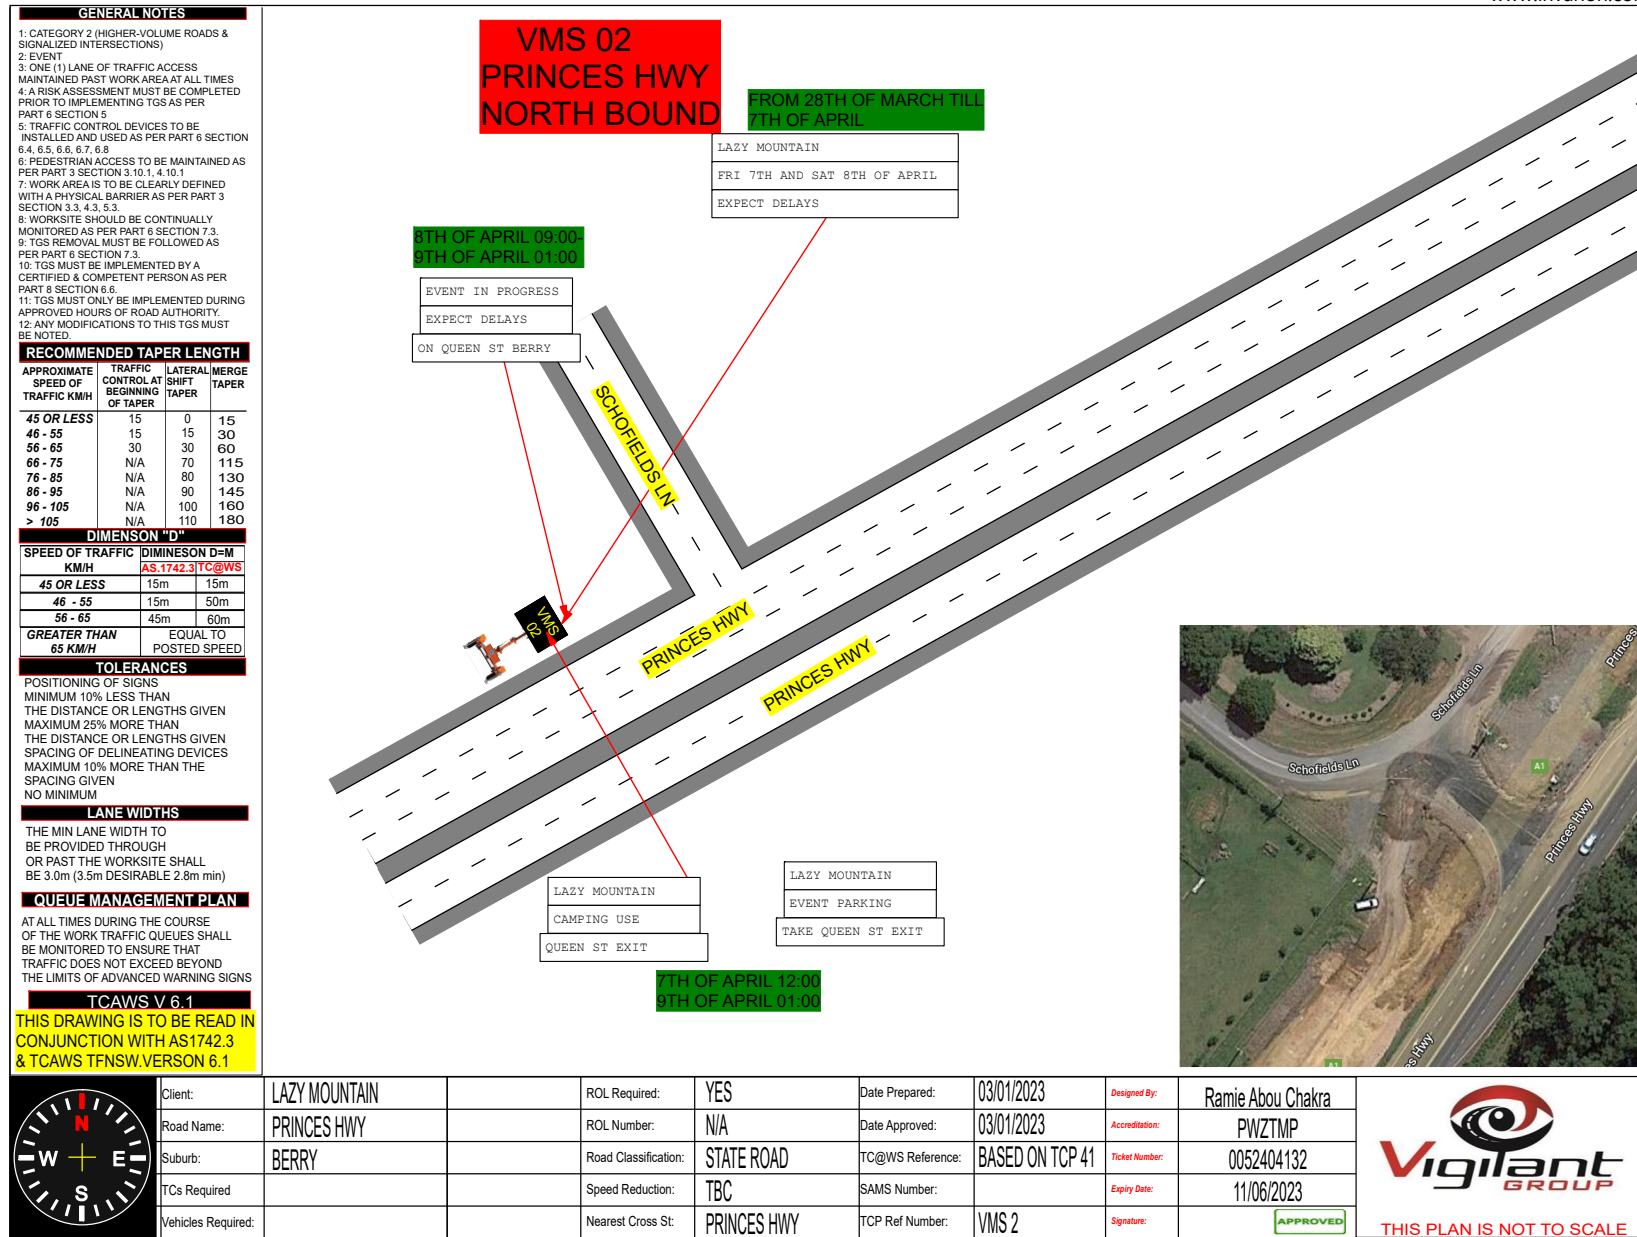 GENERAL NOTES
1: CATEGORY 2 (HIGHER-VOLUME ROADS &
SIGNALIZED INTERSECTIONS)
2: EVENT
3: ONE (1) LANE OF TRAFFIC ACCESS
MAINTAINED PAST WORK AREA AT ALL TIMES
4: A RISK ASSESSMENT MUST BE COMPLETED
PRIOR TO IMPLEMENTING TGS AS PER
PART 6 SECTION 5
5: TRAFFIC CONTROL DEVICES TO BE
INSTALLED AND USED AS PER PART 6 SECTION
6.4, 6.5, 6.6, 6.7, 6.8
6: PEDESTRIAN ACCESS TO BE MAINTAINED AS
PER PART 3 SECTION 3.10.1, 4.10.1
7: WORK AREA IS TO BE CLEARLY DEFINED
WITH A PHYSICAL BARRIER AS PER PART 3
SECTION 3.3, 4.3, 5.3.
8: WORKSITE SHOULD BE CONTINUALLY
MONITORED AS PER PART 6 SECTION 7.3.
9: TGS REMOVAL MUST BE FOLLOWED AS
PER PART 6 SECTION 7.3.
10: TGS MUST BE IMPLEMENTED BY A
CERTIFIED & COMPETENT PERSON AS PER
PART 8 SECTION 6.6.
11: TGS MUST ONLY BE IMPLEMENTED DURING
APPROVED HOURS OF ROAD AUTHORITY.
12: ANY MODIFICATIONS TO THIS TGS MUST
BE NOTED.
RECOMMENDED TAPER LENGTH
APPROXIMATE SPEED OF TRAFFIC KM/H TRAFFIC CONTROL AT BEGINNING OF TAPER LATERAL SHIFT TAPER MERGE TAPER
45 OR LESS 15 0 15
46 - 55 15 15 30
56 - 65 30 30 60
66 - 75 N/A 70 115
76 - 85 N/A 80 130
86 - 95 N/A 90 145
96 - 105 N/A 100 160
> 105 N/A 110 180
DIMENSON "D"
SPEED OF TRAFFIC KM/H DIMINESON D=M
AS.1742.3 TC@WS
45 OR LESS 15m 15m
46 - 55 15m 50m
56 - 65 45m 60m
GREATER THAN 65 KM/H EQUAL TO POSTED SPEED
TOLERANCES
POSITIONING OF SIGNS
MINIMUM 10% LESS THAN
THE DISTANCE OR LENGTHS GIVEN
MAXIMUM 25% MORE THAN
THE DISTANCE OR LENGTHS GIVEN
SPACING OF DELINEATING DEVICES
MAXIMUM 10% MORE THAN THE
SPACING GIVEN
NO MINIMUM
LANE WIDTHS
THE MIN LANE WIDTH TO
BE PROVIDED THROUGH
OR PAST THE WORKSITE SHALL
BE 3.0m (3.5m DESIRABLE 2.8m min)
QUEUE MANAGEMENT PLAN
AT ALL TIMES DURING THE COURSE
OF THE WORK TRAFFIC QUEUES SHALL
BE MONITORED TO ENSURE THAT
TRAFFIC DOES NOT EXCEED BEYOND
THE LIMITS OF ADVANCED WARNING SIGNS
TCAWS V 6.1
THIS DRAWING IS TO BE READ IN
CONJUNCTION WITH AS1742.3
& TCAWS TFNSW.VERSON 6.1
VMS 02
PRINCES HWY
NORTH BOUND
FROM 28TH OF MARCH TILL
7TH OF APRIL
LAZY MOUNTAIN
FRI 7TH AND SAT 8TH OF APRIL
EXPECT DELAYS
8TH OF APRIL 09:00-
9TH OF APRIL 01:00
EVENT IN PROGRESS
EXPECT DELAYS
ON QUEEN ST BERRY
SCHOFIELDS LN
VMS
02
PRINCES HWY
PRINCES HWY
LAZY MOUNTAIN
CAMPING USE
QUEEN ST EXIT
LAZY MOUNTAIN
EVENT PARKING
TAKE QUEEN ST EXIT
7TH OF APRIL 12:00
9TH OF APRIL 01:00
Princes
Schofields Ln
Schofields Ln
A1
Princes Hwy
A1
es Hwy
N
W E
S
Client: LAZY MOUNTAIN ROL Required: YES Date Prepared: 03/01/2023 Designed By: Ramie Abou Chakra
Road Name: PRINCES HWY ROL Number: N/A Date Approved: 03/01/2023 Accreditation: PWZTMP
Suburb: BERRY Road Classification: STATE ROAD TC@WS Reference: BASED ON TCP 41 Ticket Number: 0052404132
TCs Required Speed Reduction: TBC SAMS Number: Expiry Date: 11/06/2023
Vehicles Required: Nearest Cross St: PRINCES HWY TCP Ref Number: VMS 2 Signature: APPROVED
Vigilant
GROUP
THIS PLAN IS NOT TO SCALE